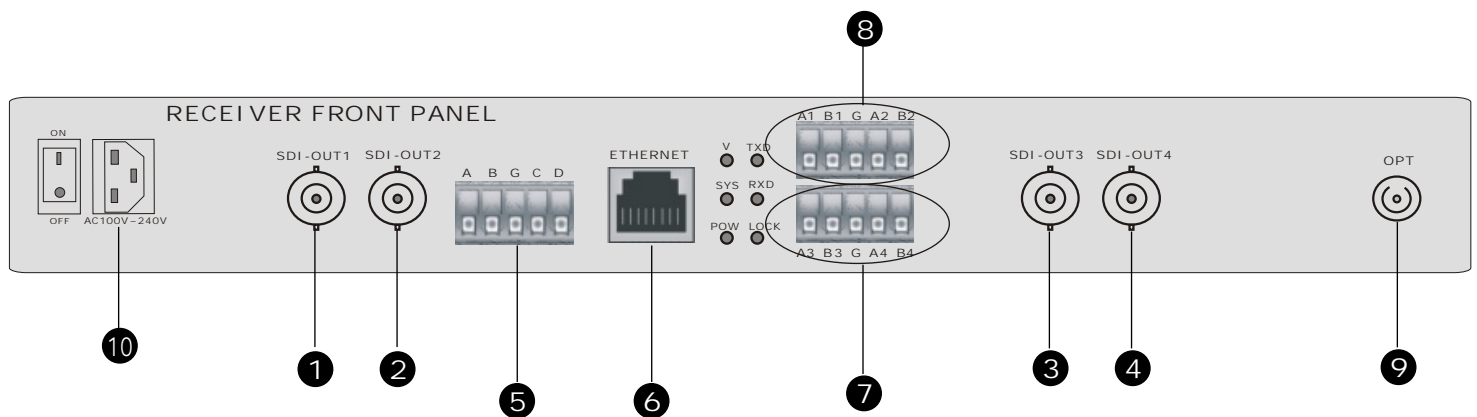 8
RECEIVER FRONT PANEL
A1 B1 G A2 B2
ON
SDI-OUT1 SDI-OUT2
A B G C D
ETHERNET
V TXD
SYS RXD
POW LOCK
SDI-OUT3 SDI-OUT4
OPT
OFF AC100V~240V
A3 B3 G A4 B4
10
1
2
5
6
7
3
4
9